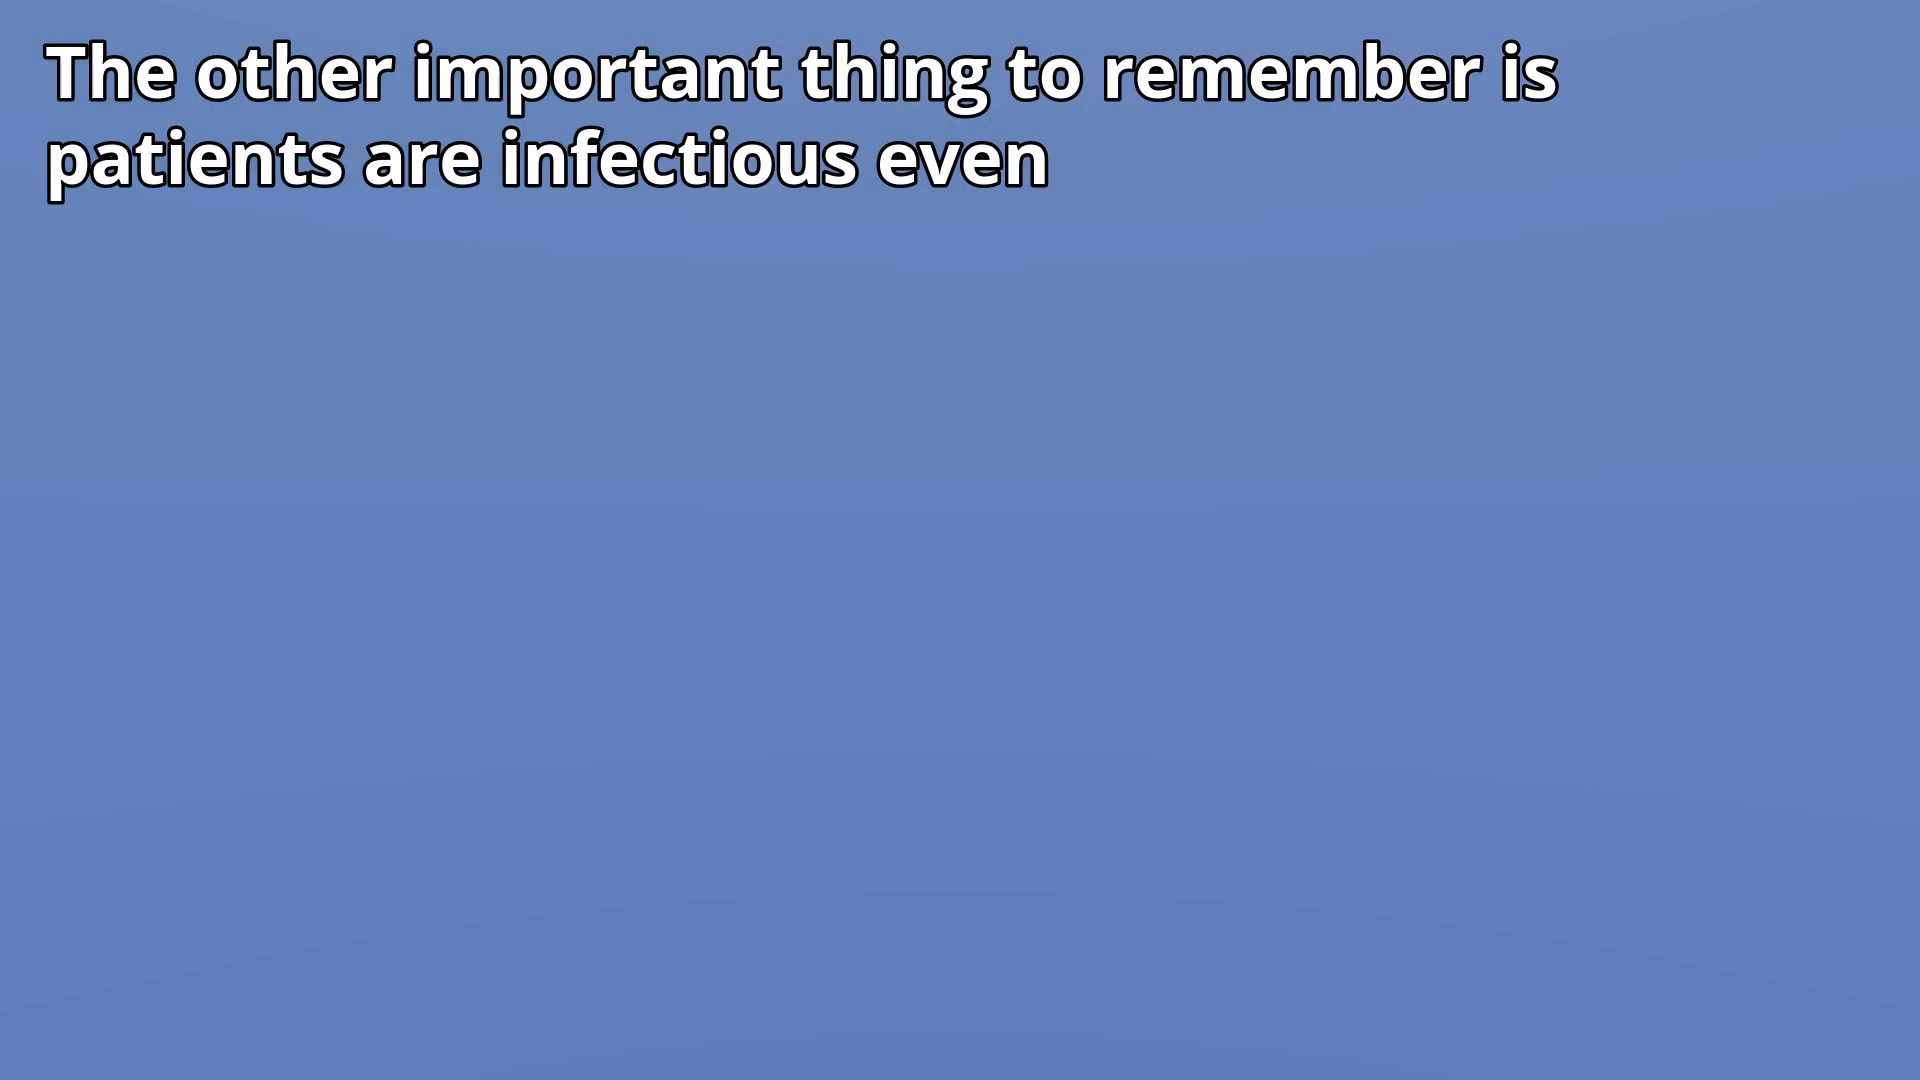 The other important thing to remember is
patients are infectious even